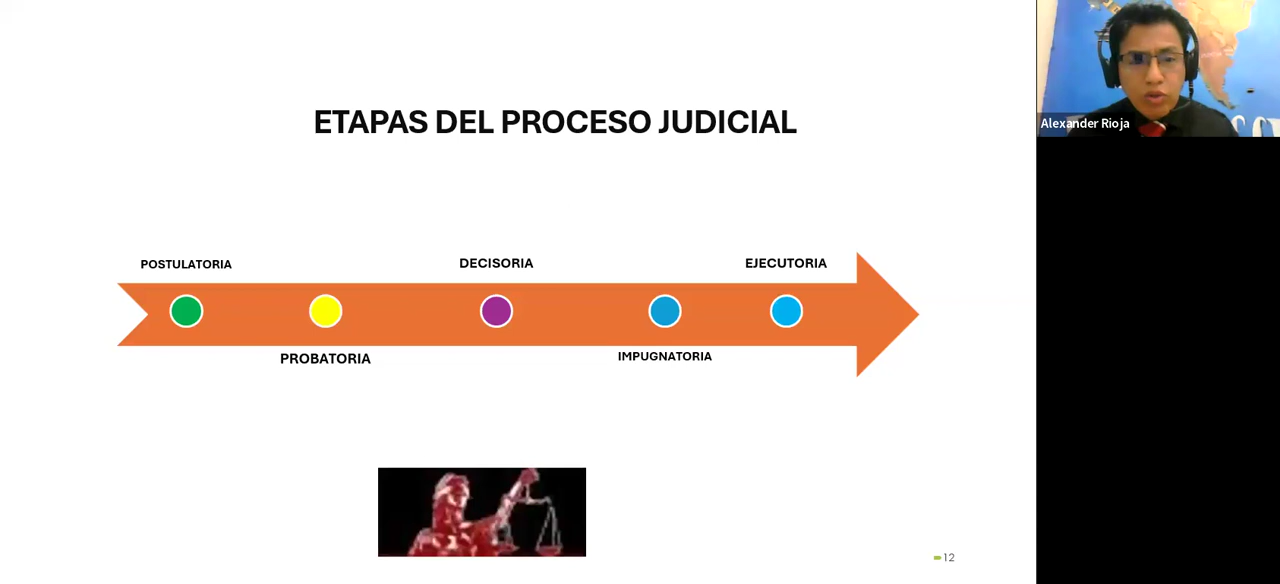 ETAPAS DEL PROCESO JUDICIAL
Alexander Rioja
POSTULATORIA
DECISORIA
EJECUTORIA
PROBATORIA
IMPUGNATORIA
12